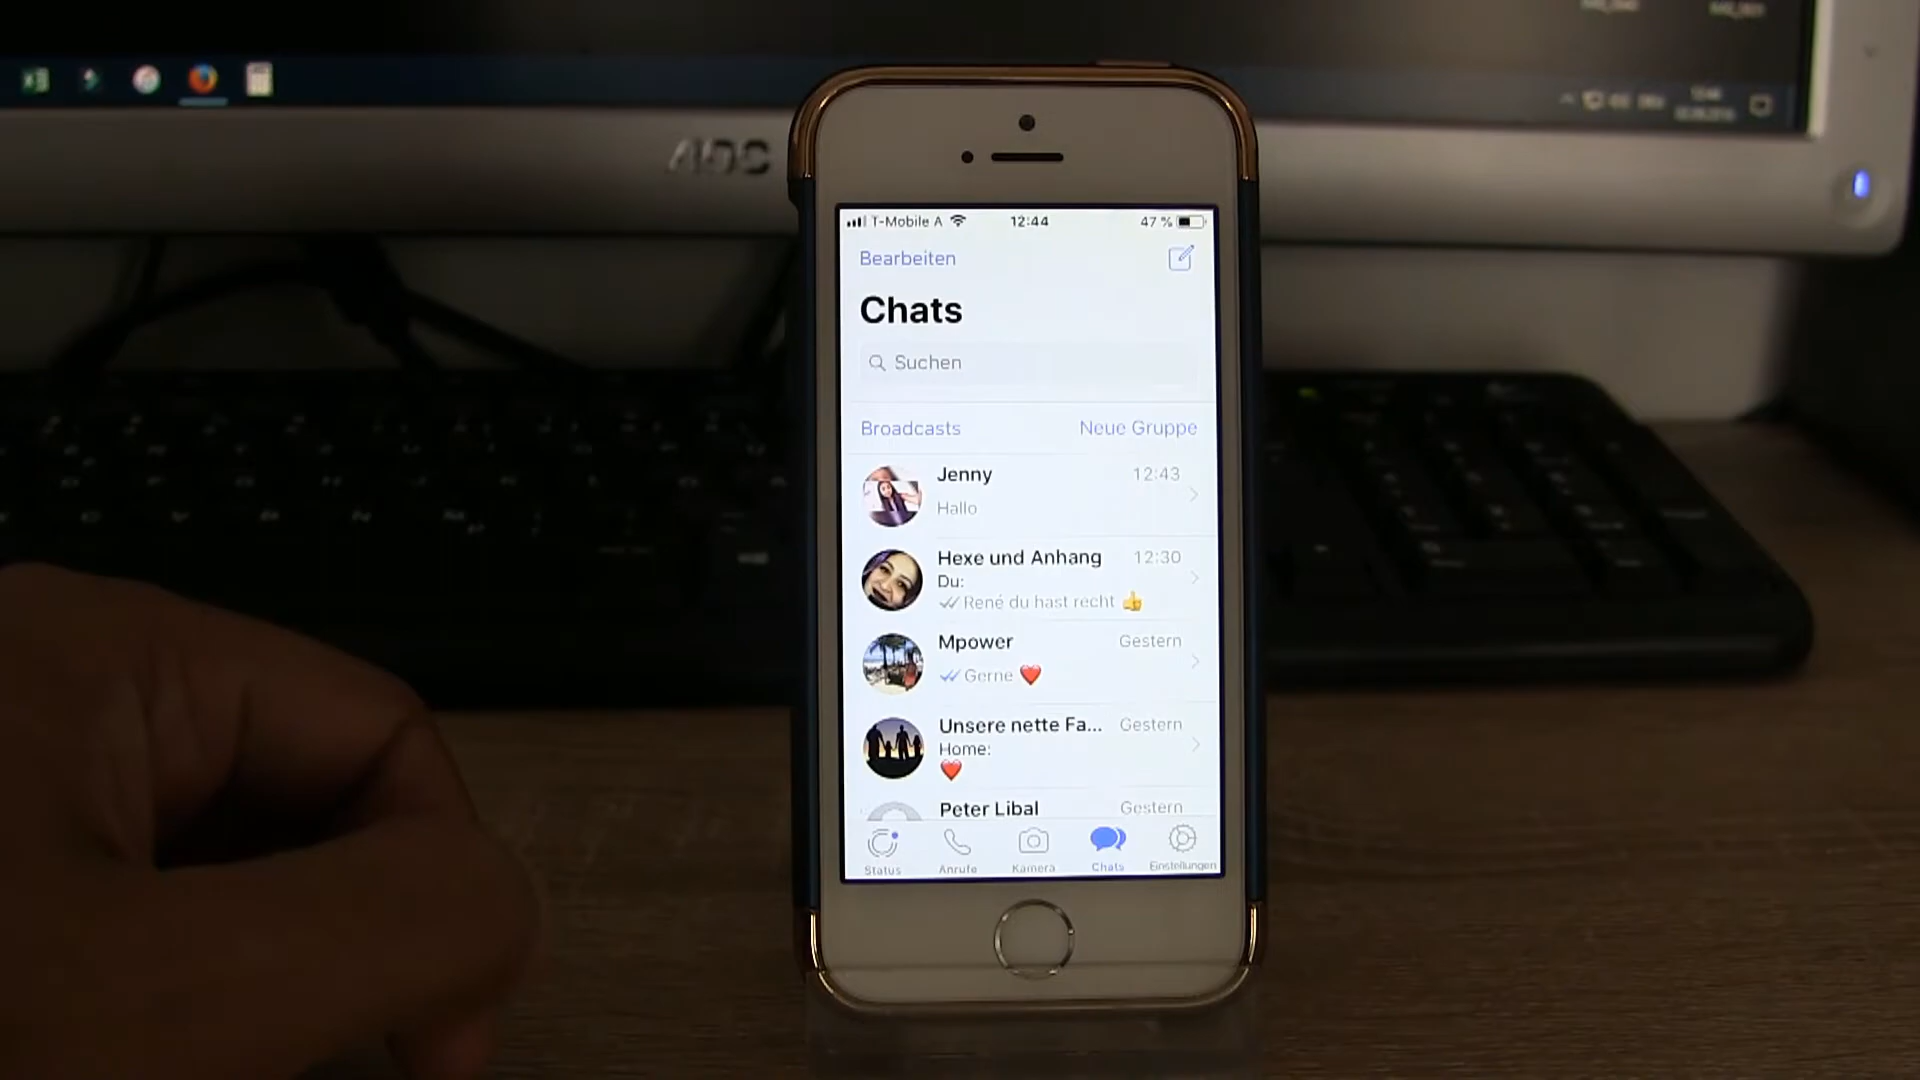 AOC
T-Mobile A 12:44 47 %
Bearbeiten
Chats
Suchen
Broadcasts Neue Gruppe
Jenny 12:43
Hallo
Hexe und Anhang 12:30
Du:
René du hast recht 👍
Mpower Gestern
Gerne ❤️
Unsere nette Fa... Gestern
Home:
❤️
Peter Libal Gestern
Status Anrufe Kamera Chats Einstellungen